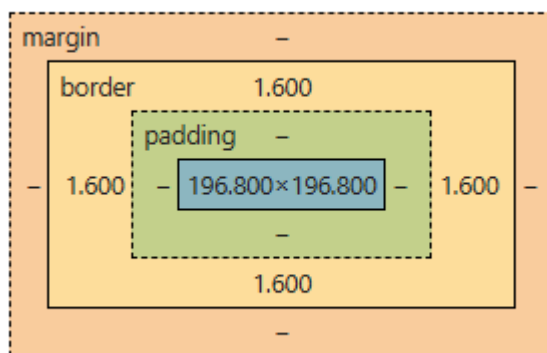 margin –
border 1.600
padding –
– 1.600 – 196.800×196.800 – 1.600 –
–
1.600
–